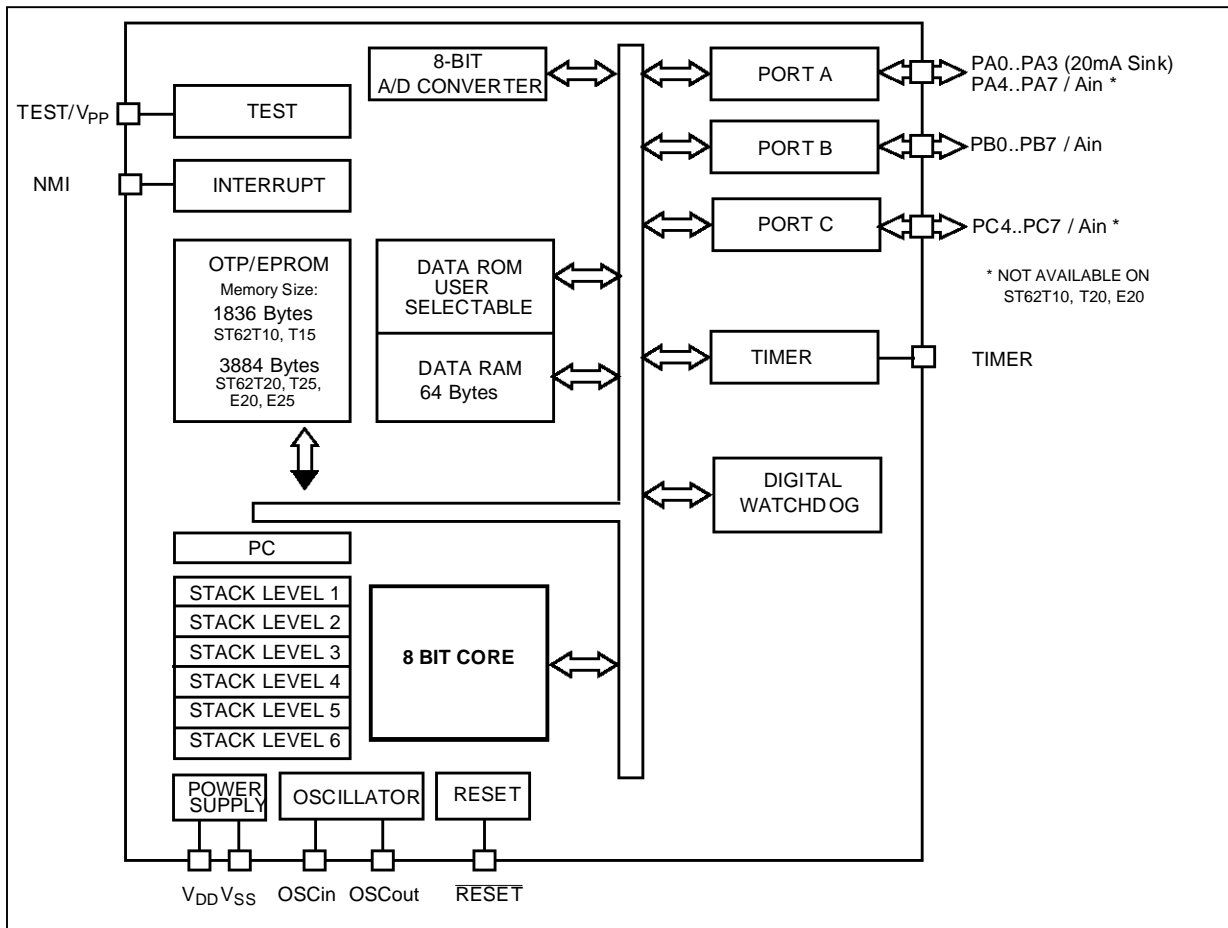 8-BIT
A/D CONVERTER
PORT A
PA0..PA3 (20mA Sink)
PA4..PA7 / Ain *
TEST/VPP
TEST
PORT B
PB0..PB7 / Ain
NMI
INTERRUPT
PORT C
PC4..PC7 / Ain *
OTP/EPROM
Memory Size:
1836 Bytes
ST62T10, T15
3884 Bytes
ST62T20, T25,
E20, E25
DATA ROM
USER
SELECTABLE
* NOT AVAILABLE ON
ST62T10, T20, E20
DATA RAM
64 Bytes
TIMER
TIMER
DIGITAL
WATCHDOG
PC
STACK LEVEL 1
STACK LEVEL 2
STACK LEVEL 3
STACK LEVEL 4
STACK LEVEL 5
STACK LEVEL 6
8 BIT CORE
POWER
SUPPLY
OSCILLATOR
RESET
VDD VSS
OSCin
OSCout
RESET